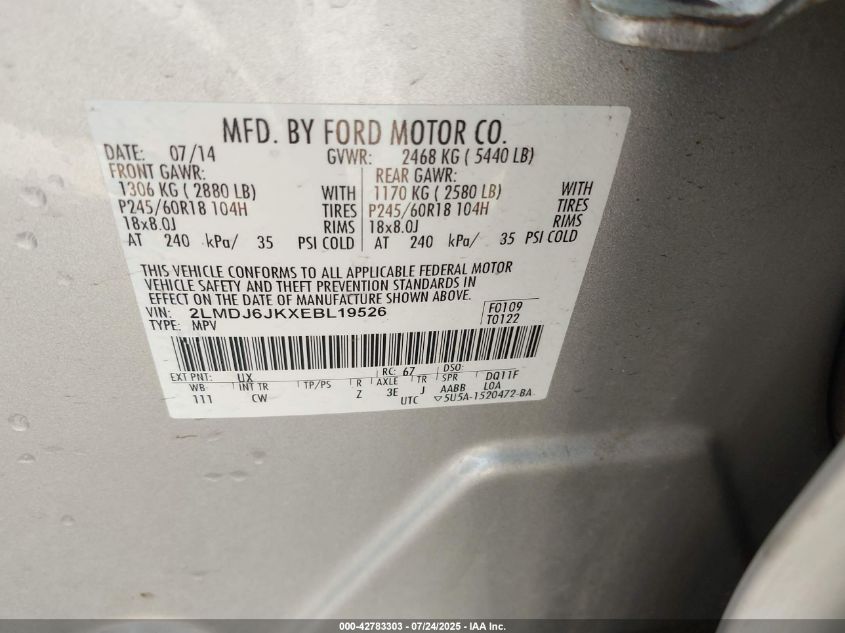 MFD. BY FORD MOTOR CO.
DATE: 07/14 GVWR: 2468 KG ( 5440 LB)
FRONT GAWR: REAR GAWR:
1306 KG ( 2880 LB) WITH 1170 KG ( 2580 LB) WITH
P245/60R18 104H TIRES P245/60R18 104H TIRES
18x8.0J RIMS 18x8.0J RIMS
AT 240 kPa/ 35 PSI COLD AT 240 kPa/ 35 PSI COLD
THIS VEHICLE CONFORMS TO ALL APPLICABLE FEDERAL MOTOR
VEHICLE SAFETY AND THEFT PREVENTION STANDARDS IN
EFFECT ON THE DATE OF MANUFACTURE SHOWN ABOVE.
VIN: 2LMDJ6JKXEBL19526 F0109
TYPE: MPV T0122
EXT PNT: UX RC: 67 DSO:
WB INT TR TP/PS R AXLE TR SPR DQ11F
111 CW Z 3E J AABB LOA
UTC ▽5U5A-1520472-BA
000-42783303 - 07/24/2025 - IAA Inc.